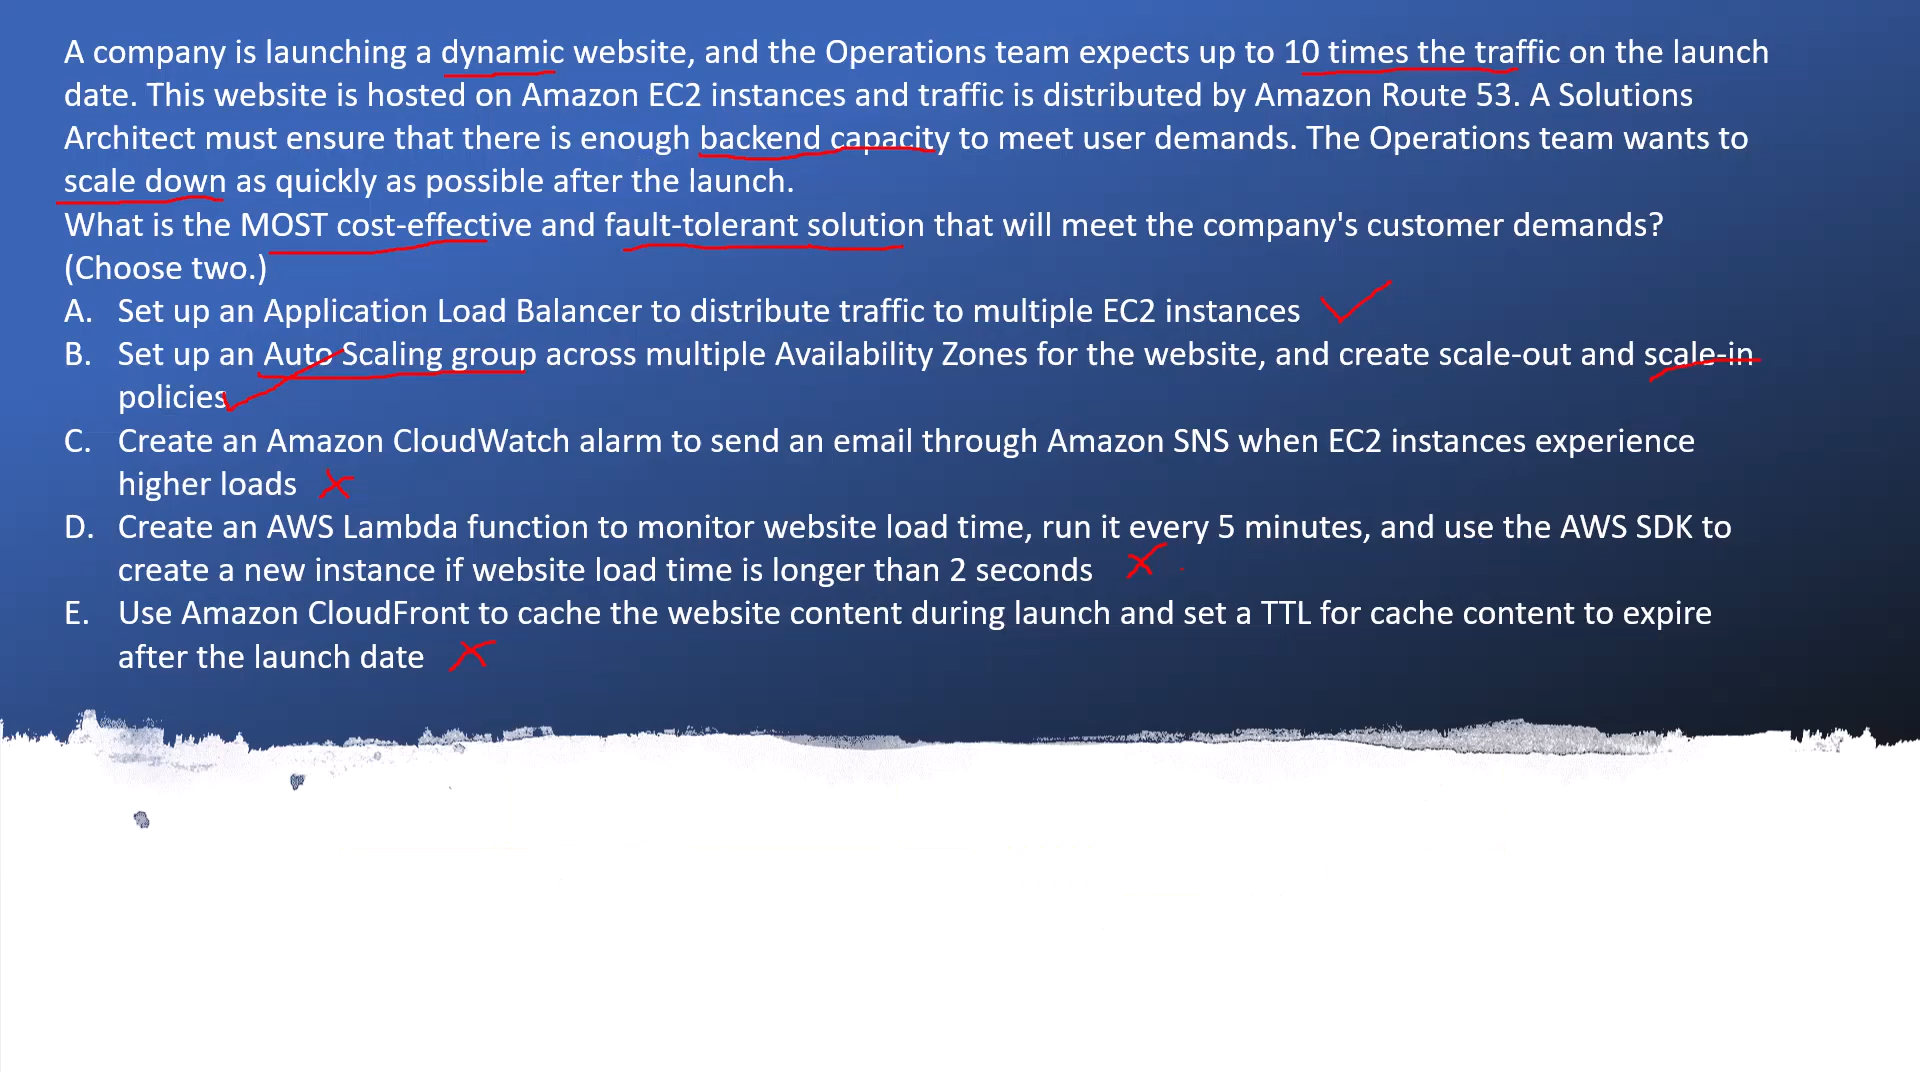 A company is launching a dynamic website, and the Operations team expects up to 10 times the traffic on the launch
date. This website is hosted on Amazon EC2 instances and traffic is distributed by Amazon Route 53. A Solutions
Architect must ensure that there is enough backend capacity to meet user demands. The Operations team wants to
scale down as quickly as possible after the launch.
What is the MOST cost-effective and fault-tolerant solution that will meet the company's customer demands?
(Choose two.)
A. Set up an Application Load Balancer to distribute traffic to multiple EC2 instances
B. Set up an Auto Scaling group across multiple Availability Zones for the website, and create scale-out and scale-in
policies
C. Create an Amazon CloudWatch alarm to send an email through Amazon SNS when EC2 instances experience
higher loads
D. Create an AWS Lambda function to monitor website load time, run it every 5 minutes, and use the AWS SDK to
create a new instance if website load time is longer than 2 seconds
E. Use Amazon CloudFront to cache the website content during launch and set a TTL for cache content to expire
after the launch date